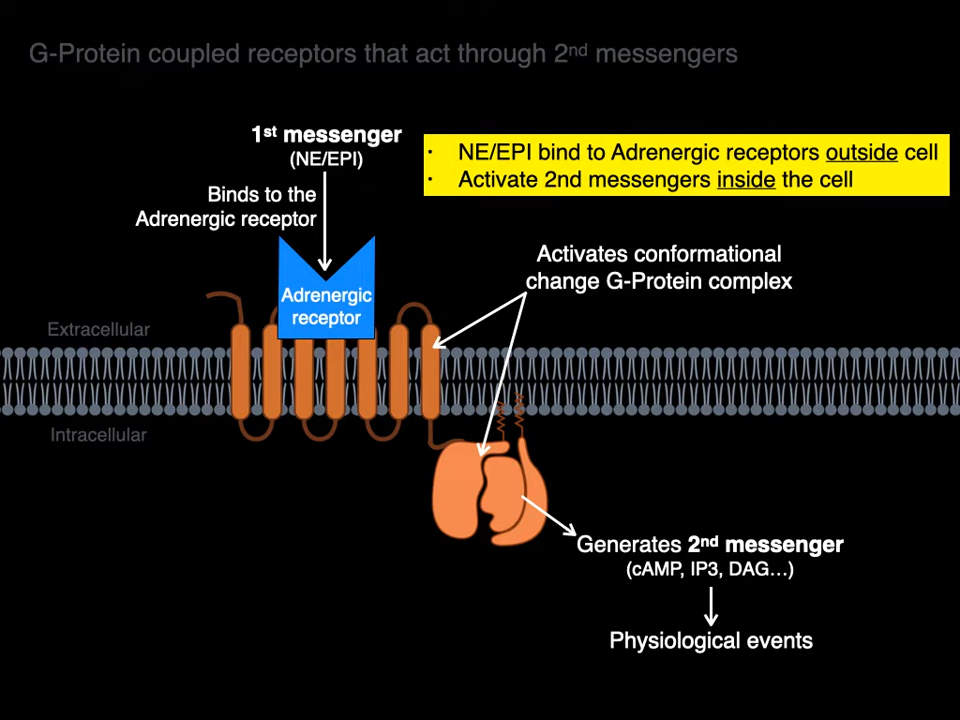 G-Protein coupled receptors that act through 2nd messengers
1st messenger
(NE/EPI)
• NE/EPI bind to Adrenergic receptors outside cell
• Activate 2nd messengers inside the cell
Binds to the
Adrenergic receptor
Activates conformational
change G-Protein complex
Adrenergic
receptor
Extracellular
Intracellular
Generates 2nd messenger
(cAMP, IP3, DAG…)
Physiological events